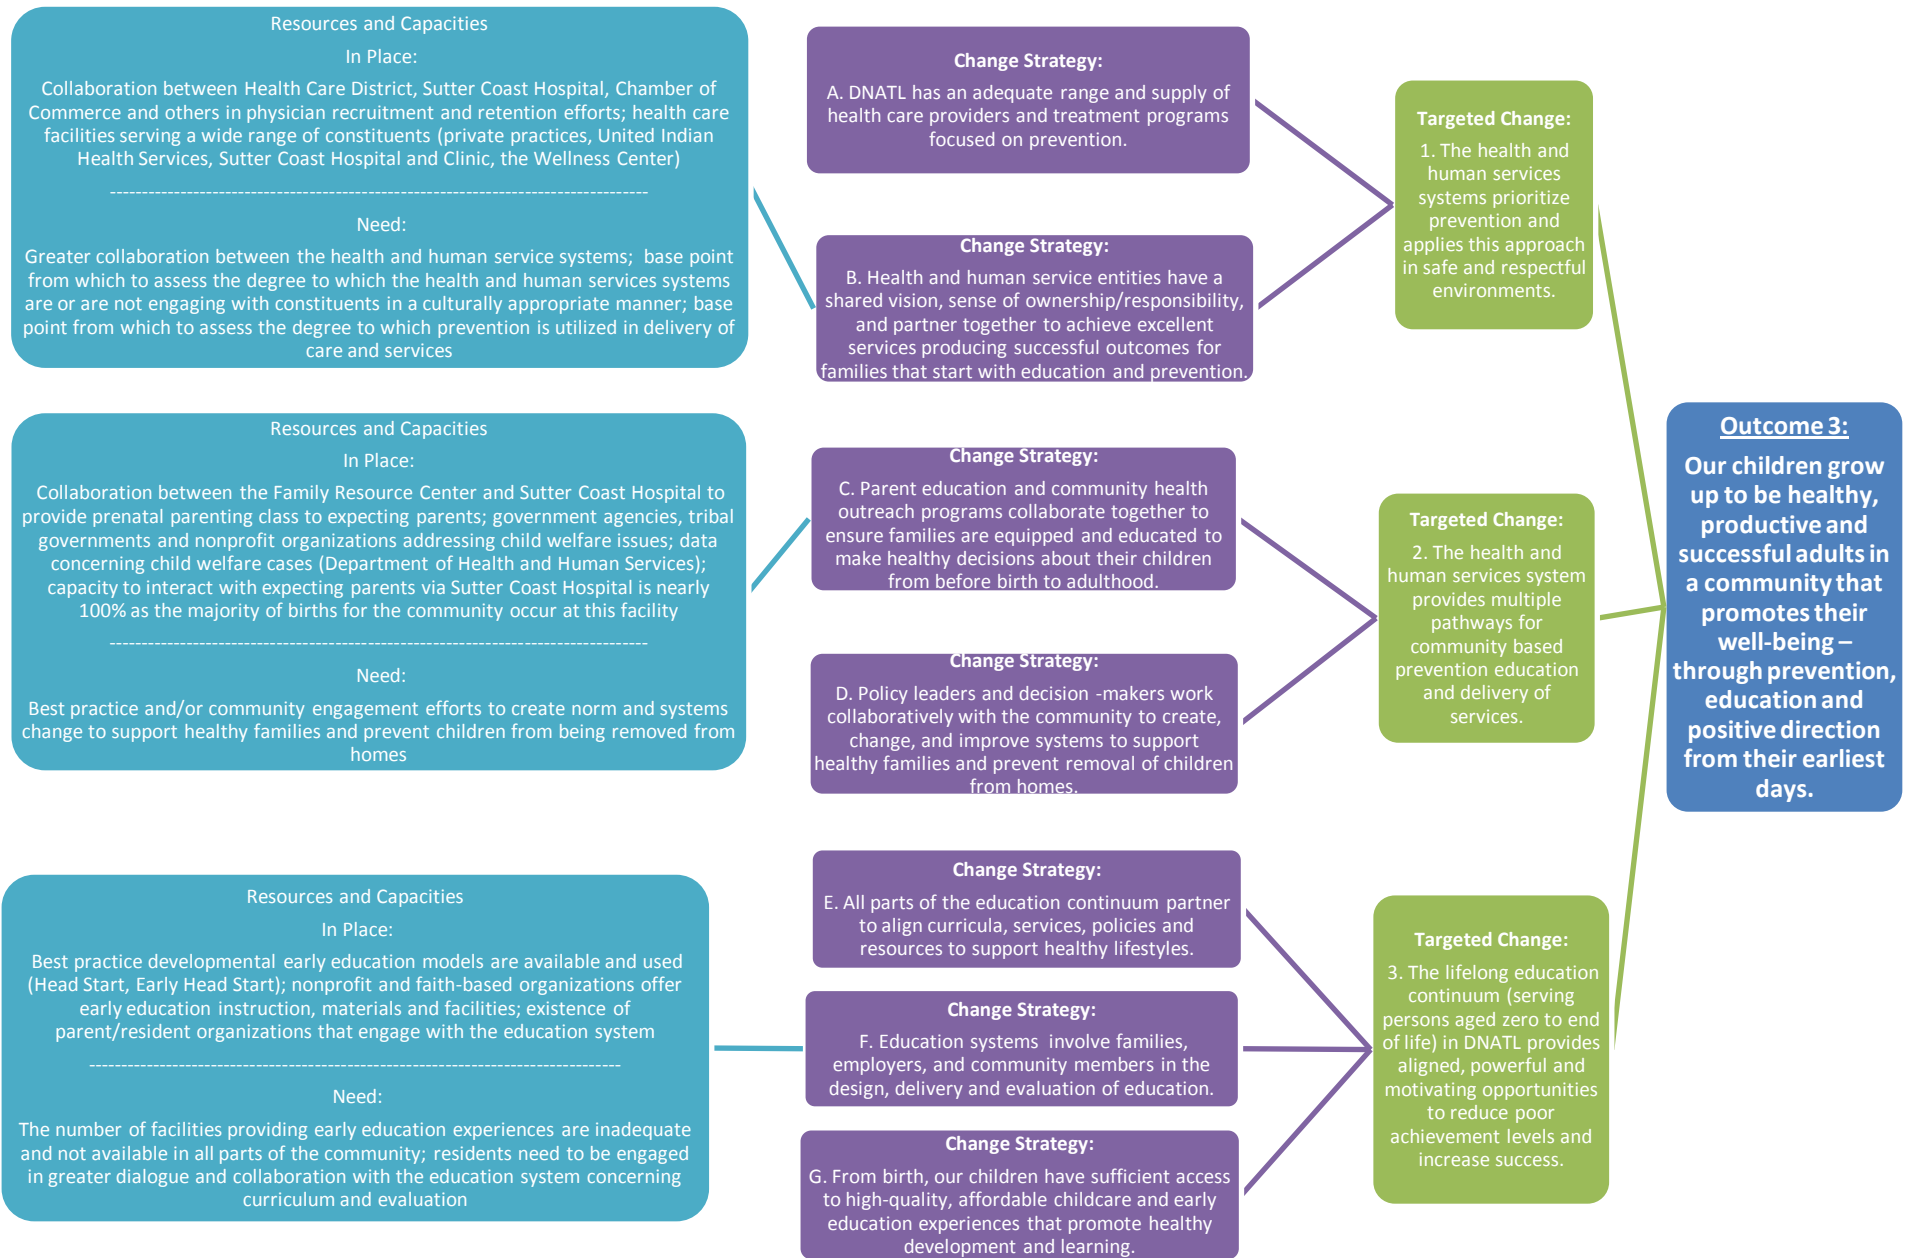 Resources and Capacities
In Place:
Collaboration between Health Care District, Sutter Coast Hospital, Chamber of
Commerce and others in physician recruitment and retention efforts; health care
facilities serving a wide range of constituents (private practices, United Indian
Health Services, Sutter Coast Hospital and Clinic, the Wellness Center)
------------------------------------------------------------------------------------
Need:
Greater collaboration between the health and human service systems; base point
from which to assess the degree to which the health and human services systems
are or are not engaging with constituents in a culturally appropriate manner; base
point from which to assess the degree to which prevention is utilized in delivery of
care and services
Resources and Capacities
In Place:
Collaboration between the Family Resource Center and Sutter Coast Hospital to
provide prenatal parenting class to expecting parents; government agencies, tribal
governments and nonprofit organizations addressing child welfare issues; data
concerning child welfare cases (Department of Health and Human Services);
capacity to interact with expecting parents via Sutter Coast Hospital is nearly
100% as the majority of births for the community occur at this facility
------------------------------------------------------------------------------------
Need:
Best practice and/or community engagement efforts to create norm and systems
change to support healthy families and prevent children from being removed from
homes
Resources and Capacities
In Place:
Best practice developmental early education models are available and used
(Head Start, Early Head Start); nonprofit and faith-based organizations offer
early education instruction, materials and facilities; existence of
parent/resident organizations that engage with the education system
-----------------------------------------------------------------------------------
Need:
The number of facilities providing early education experiences are inadequate
and not available in all parts of the community; residents need to be engaged
in greater dialogue and collaboration with the education system concerning
curriculum and evaluation
Change Strategy:
A. DNATL has an adequate range and supply of
health care providers and treatment programs
focused on prevention.
Change Strategy:
B. Health and human service entities have a
shared vision, sense of ownership/responsibility,
and partner together to achieve excellent
services producing successful outcomes for
families that start with education and prevention.
Change Strategy:
C. Parent education and community health
outreach programs collaborate together to
ensure families are equipped and educated to
make healthy decisions about their children
from before birth to adulthood.
Change Strategy:
D. Policy leaders and decision -makers work
collaboratively with the community to create,
change, and improve systems to support
healthy families and prevent removal of children
from homes.
Change Strategy:
E. All parts of the education continuum partner
to align curricula, services, policies and
resources to support healthy lifestyles.
Change Strategy:
F. Education systems involve families,
employers, and community members in the
design, delivery and evaluation of education.
Change Strategy:
G. From birth, our children have sufficient access
to high-quality, affordable childcare and early
education experiences that promote healthy
development and learning.
Targeted Change:
1. The health and
human services
systems prioritize
prevention and
applies this approach
in safe and respectful
environments.
Targeted Change:
2. The health and
human services system
provides multiple
pathways for
community based
prevention education
and delivery of
services.
Targeted Change:
3. The lifelong education
continuum (serving
persons aged zero to end
of life) in DNATL provides
aligned, powerful and
motivating opportunities
to reduce poor
achievement levels and
increase success.
Outcome 3:
Our children grow
up to be healthy,
productive and
successful adults in
a community that
promotes their
well-being –
through prevention,
education and
positive direction
from their earliest
days.